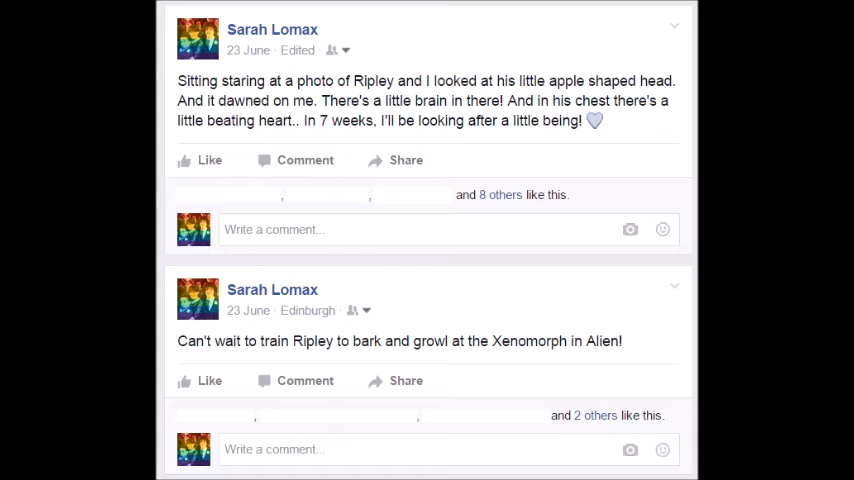 Sarah Lomax
23 June · Edited ·
Sitting staring at a photo of Ripley and I looked at his little apple shaped head.
And it dawned on me. There's a little brain in there! And in his chest there's a
little beating heart.. In 7 weeks, I'll be looking after a little being!
Like Comment Share
, , and 8 others like this.
Write a comment...
Sarah Lomax
23 June · Edinburgh ·
Can't wait to train Ripley to bark and growl at the Xenomorph in Alien!
Like Comment Share
, , and 2 others like this.
Write a comment...